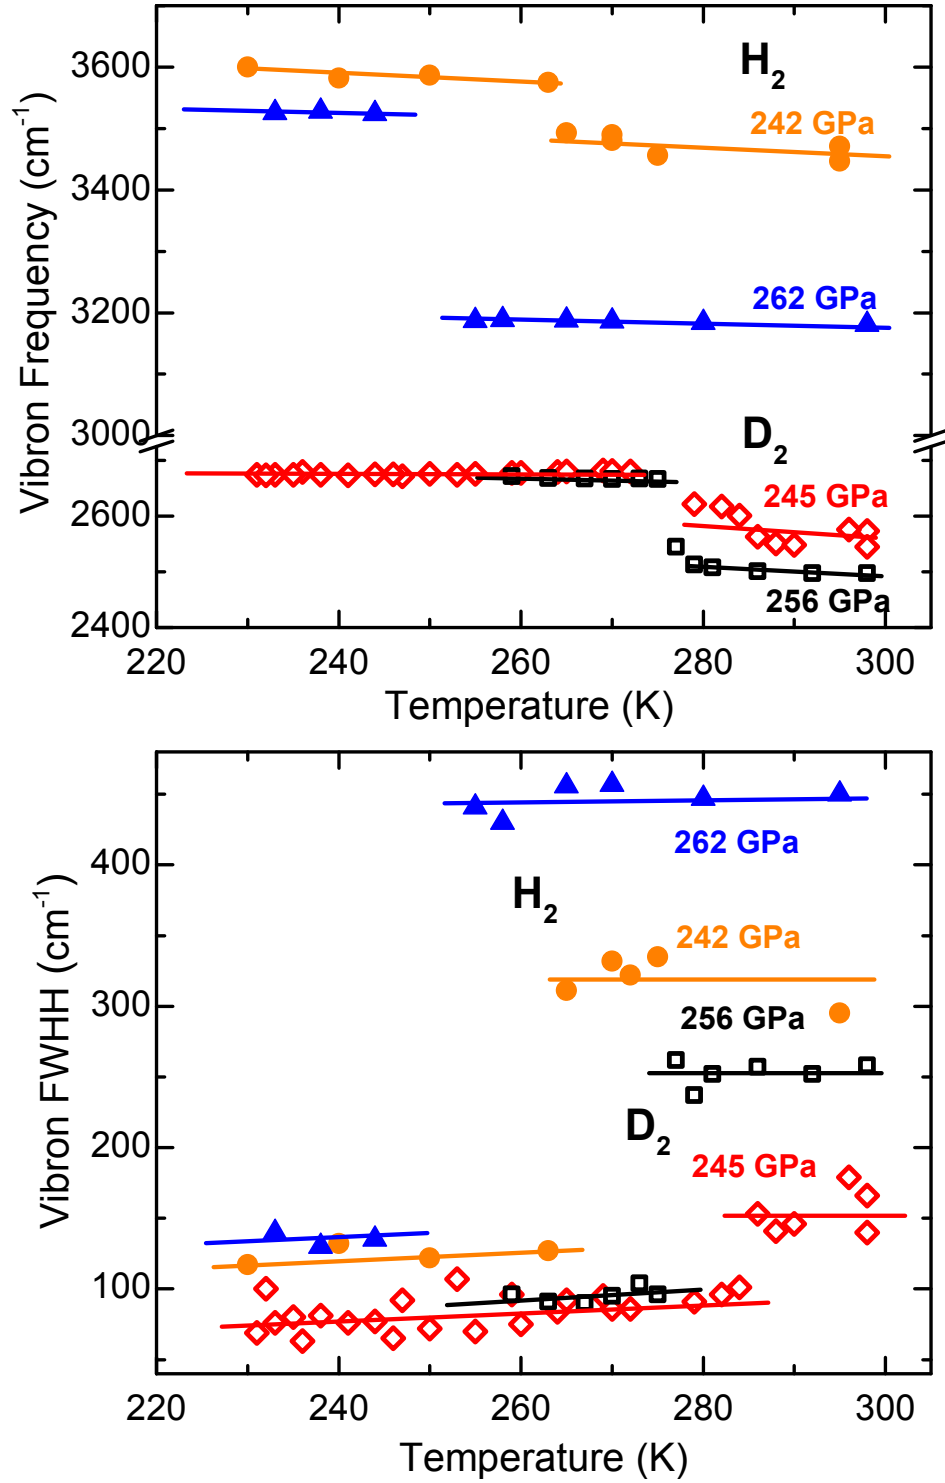 Vibron Frequency (cm⁻¹)
3600
3400
3200
3000
2600
2400
H₂
242 GPa
262 GPa
D₂
245 GPa
256 GPa
220 240 260 280 300
Temperature (K)
Vibron FWHH (cm⁻¹)
400
300
200
100
262 GPa
H₂
242 GPa
256 GPa
D₂
245 GPa
220 240 260 280 300
Temperature (K)